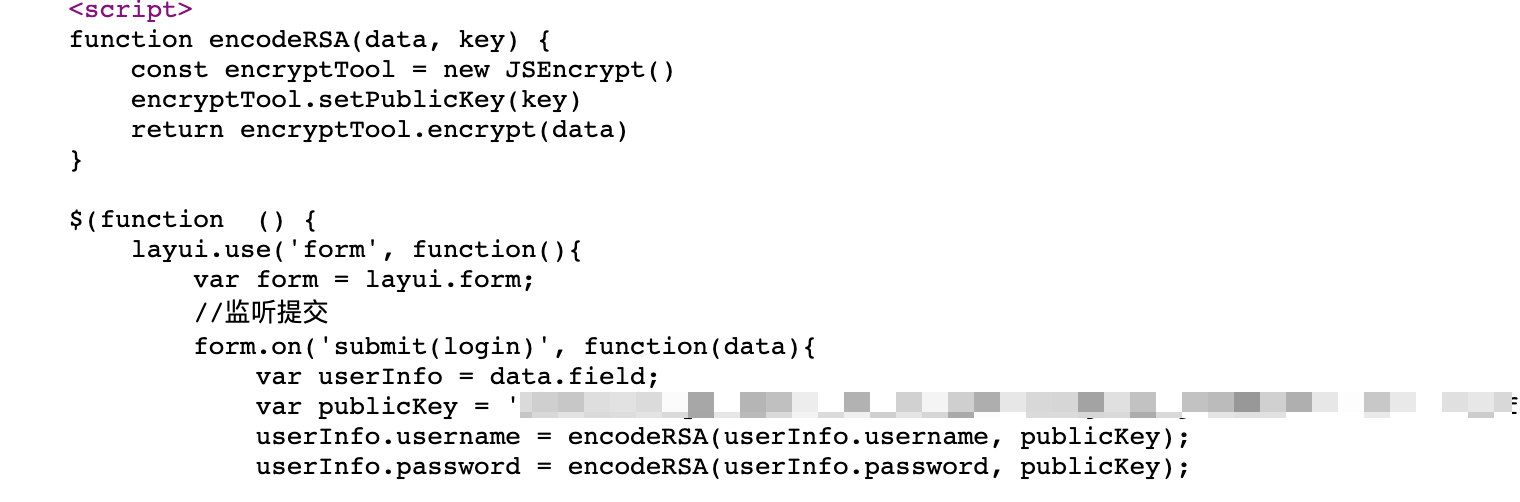 <script>
function encodeRSA(data, key) {
    const encryptTool = new JSEncrypt()
    encryptTool.setPublicKey(key)
    return encryptTool.encrypt(data)
}
$(function  () {
    layui.use('form', function(){
        var form = layui.form;
        //监听提交
        form.on('submit(login)', function(data){
            var userInfo = data.field;
            var publicKey = '
            userInfo.username = encodeRSA(userInfo.username, publicKey);
            userInfo.password = encodeRSA(userInfo.password, publicKey);